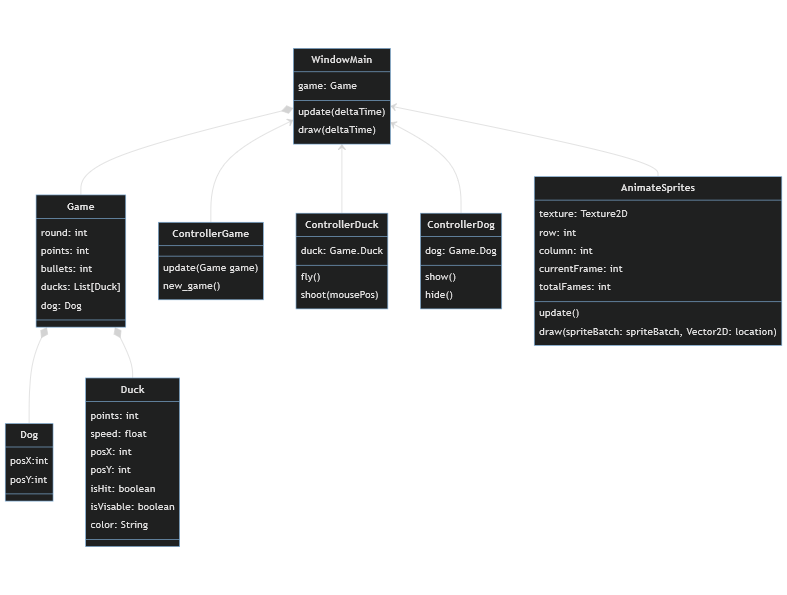 WindowMain
game: Game
update(deltaTime)
draw(deltaTime)
Game
round: int
points: int
bullets: int
ducks: List[Duck]
dog: Dog
ControllerGame
update(Game game)
new_game()
ControllerDuck
duck: Game.Duck
fly()
shoot(mousePos)
ControllerDog
dog: Game.Dog
show()
hide()
AnimateSprites
texture: Texture2D
row: int
column: int
currentFrame: int
totalFames: int
update()
draw(spriteBatch: spriteBatch, Vector2D: location)
Dog
posX:int
posY:int
Duck
points: int
speed: float
posX: int
posY: int
isHit: boolean
isVisable: boolean
color: String